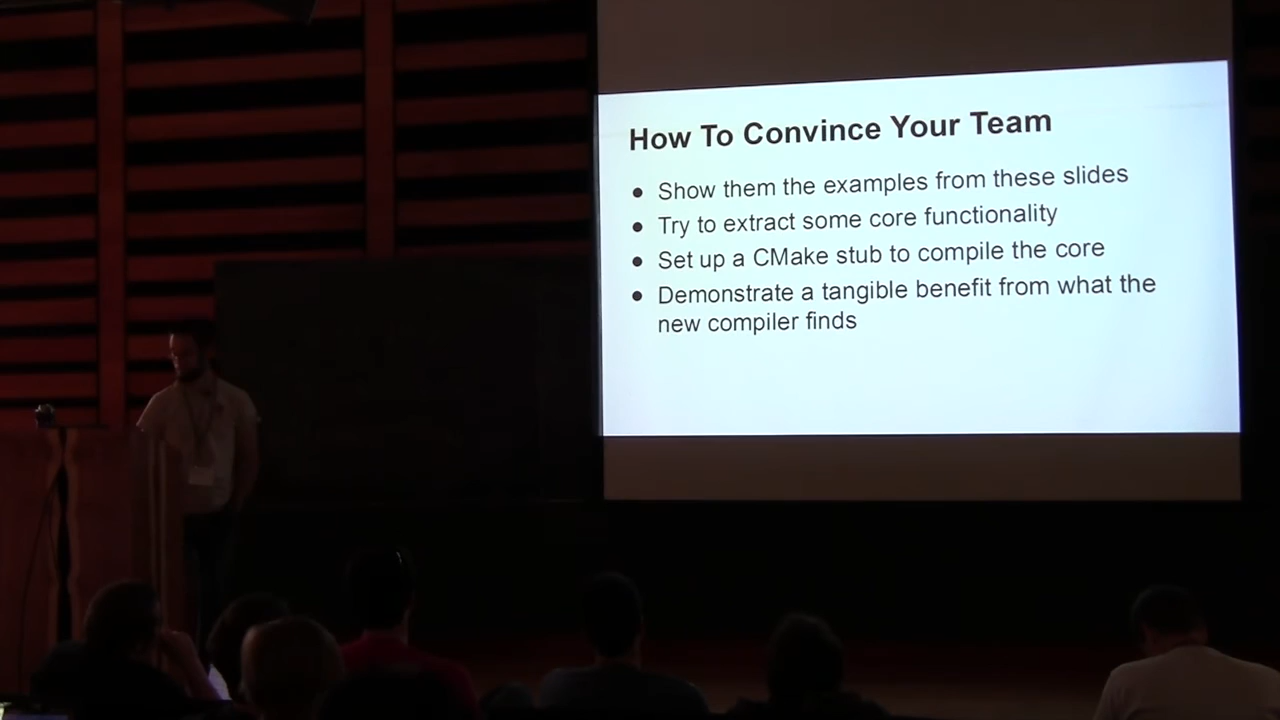 How To Convince Your Team
● Show them the examples from these slides
● Try to extract some core functionality
● Set up a CMake stub to compile the core
● Demonstrate a tangible benefit from what the
new compiler finds